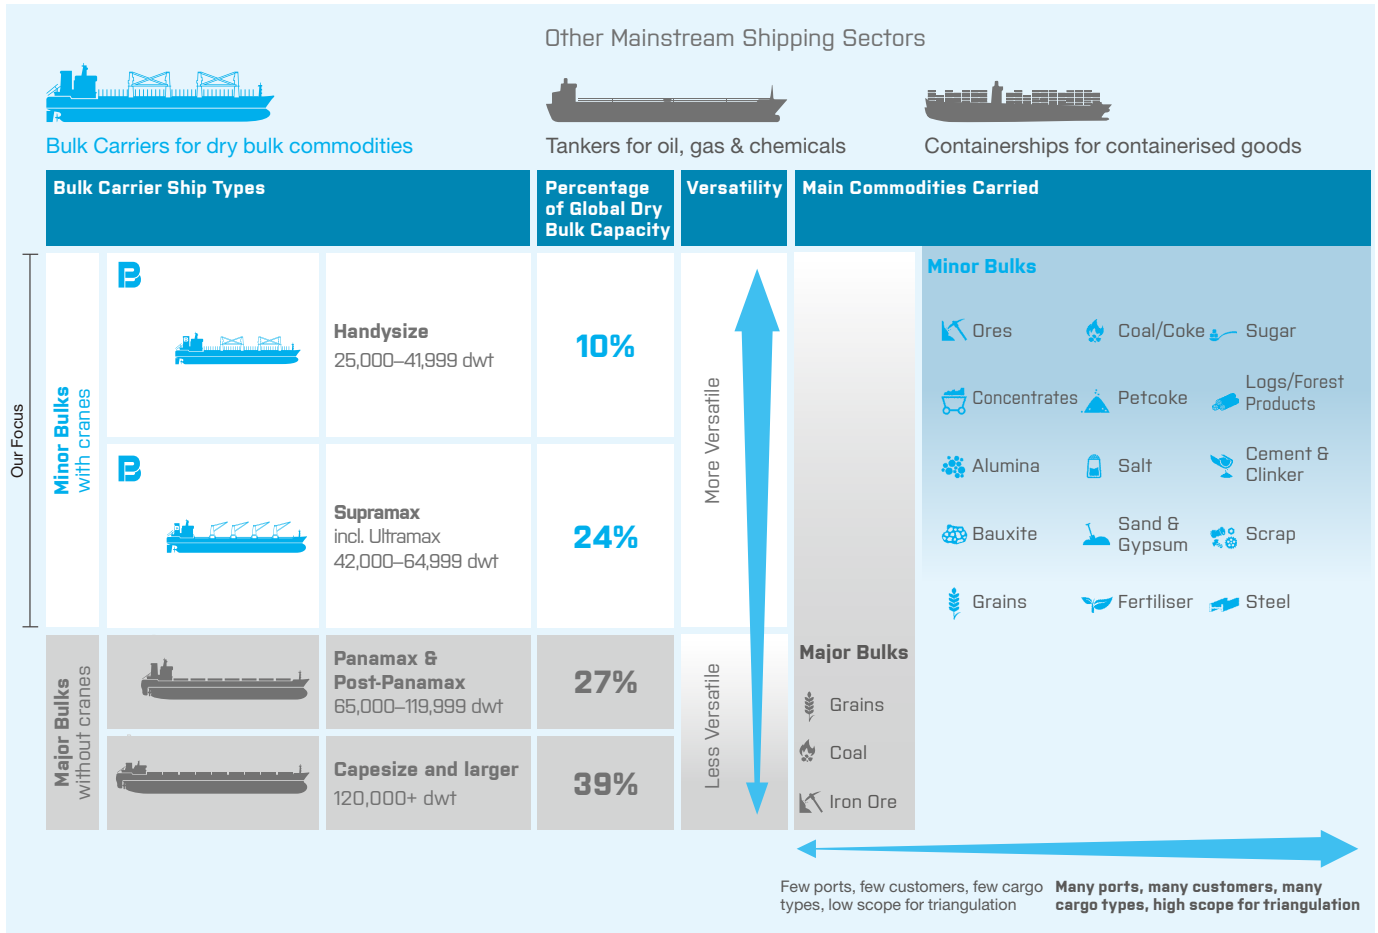 Other Mainstream Shipping Sectors
Bulk Carriers for dry bulk commodities
Tankers for oil, gas & chemicals
Containerships for containerised goods
Bulk Carrier Ship Types
Percentage
of Global Dry
Bulk Capacity
Versatility
Main Commodities Carried
Our Focus
Minor Bulks
with cranes
Handysize
25,000–41,999 dwt
10%
Supramax
incl. Ultramax
42,000–64,999 dwt
24%
Major Bulks
without cranes
Panamax &
Post-Panamax
65,000–119,999 dwt
27%
Capesize and larger
120,000+ dwt
39%
More Versatile
Less Versatile
Minor Bulks
Ores
Coal/Coke
Sugar
Concentrates
Petcoke
Logs/Forest
Products
Alumina
Salt
Cement &
Clinker
Bauxite
Sand &
Gypsum
Scrap
Grains
Fertiliser
Steel
Major Bulks
Grains
Coal
Iron Ore
Few ports, few customers, few cargo
types, low scope for triangulation
Many ports, many customers, many
cargo types, high scope for triangulation